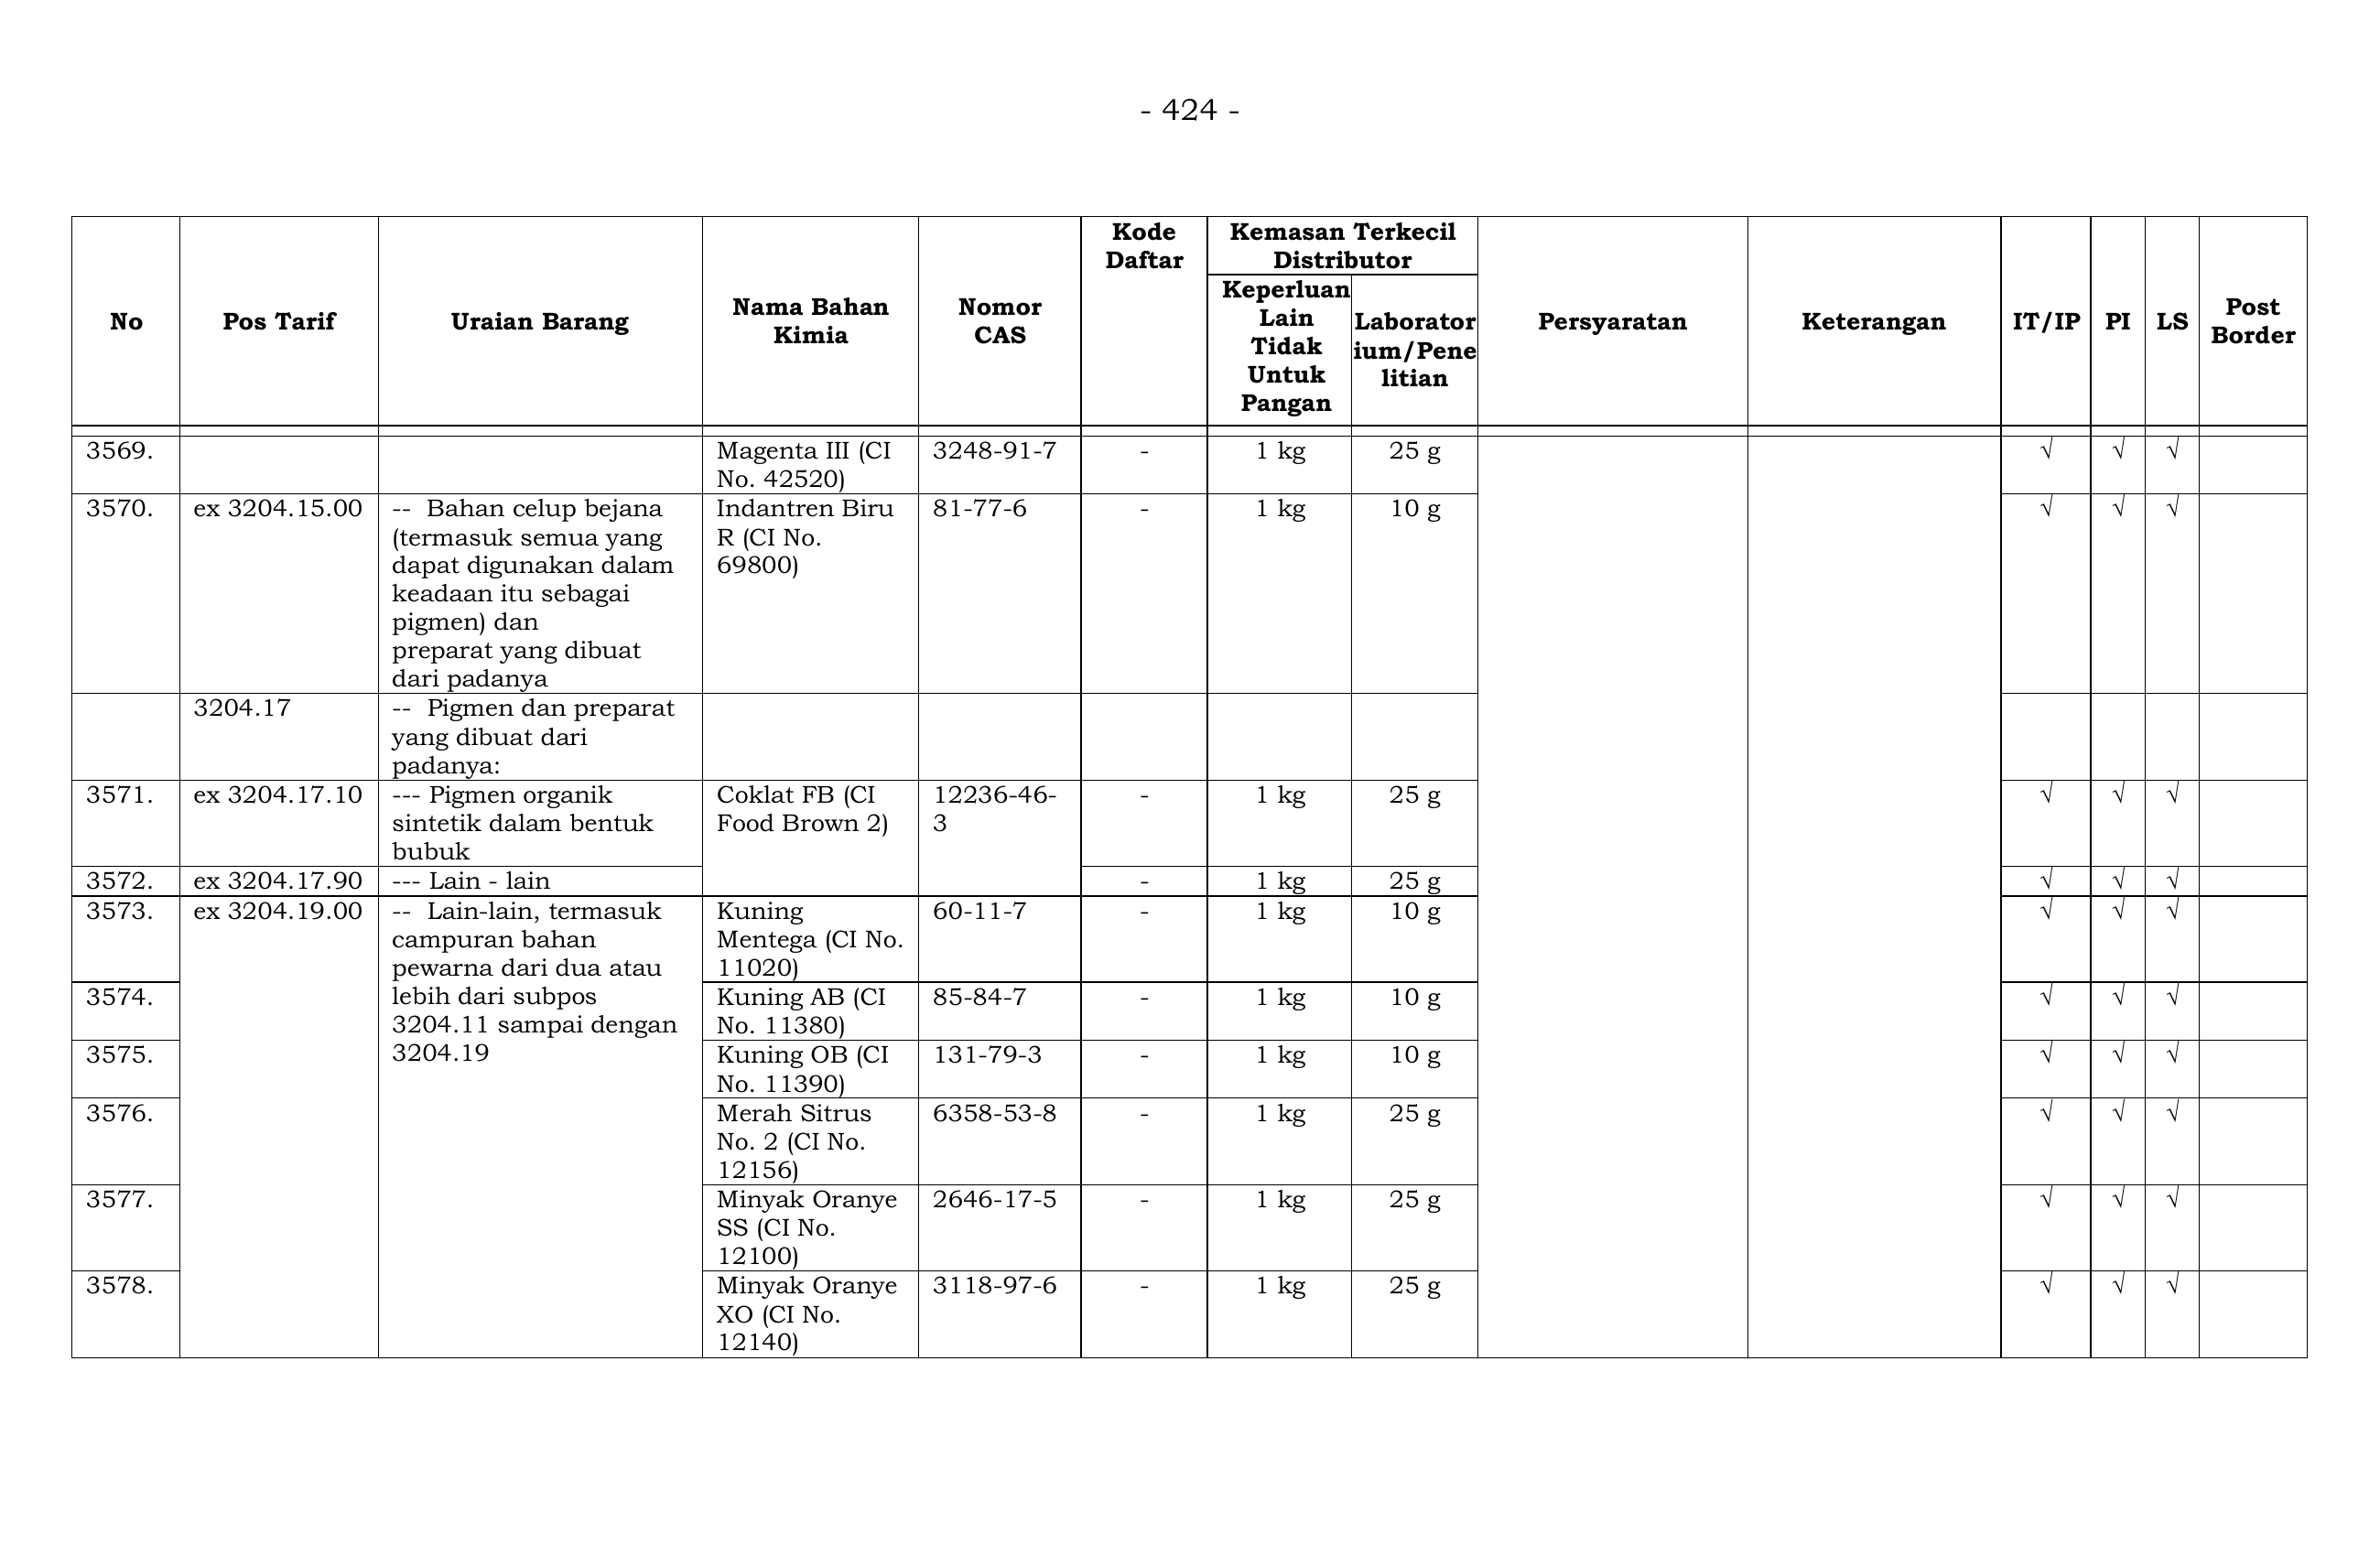 - 424 -
No
Pos Tarif
Uraian Barang
Nama Bahan
Kimia
Nomor
CAS
Kode
Daftar
Kemasan Terkecil
Distributor
Keperluan
Lain
Tidak
Untuk
Pangan
Laborator
ium/Pene
litian
Persyaratan
Keterangan
IT/IP
PI
LS
Post
Border
3569.
Magenta III (CI
No. 42520)
3248-91-7
-
1 kg
25 g
√
√
√
3570.
ex 3204.15.00
-- Bahan celup bejana
(termasuk semua yang
dapat digunakan dalam
keadaan itu sebagai
pigmen) dan
preparat yang dibuat
dari padanya
Indantren Biru
R (CI No.
69800)
81-77-6
-
1 kg
10 g
√
√
√
3204.17
-- Pigmen dan preparat
yang dibuat dari
padanya:
3571.
ex 3204.17.10
--- Pigmen organik
sintetik dalam bentuk
bubuk
Coklat FB (CI
Food Brown 2)
12236-46-
3
-
1 kg
25 g
√
√
√
3572.
ex 3204.17.90
--- Lain - lain
-
1 kg
25 g
√
√
√
3573.
ex 3204.19.00
-- Lain-lain, termasuk
campuran bahan
pewarna dari dua atau
lebih dari subpos
3204.11 sampai dengan
3204.19
Kuning
Mentega (CI No.
11020)
60-11-7
-
1 kg
10 g
√
√
√
3574.
Kuning AB (CI
No. 11380)
85-84-7
-
1 kg
10 g
√
√
√
3575.
Kuning OB (CI
No. 11390)
131-79-3
-
1 kg
10 g
√
√
√
3576.
Merah Sitrus
No. 2 (CI No.
12156)
6358-53-8
-
1 kg
25 g
√
√
√
3577.
Minyak Oranye
SS (CI No.
12100)
2646-17-5
-
1 kg
25 g
√
√
√
3578.
Minyak Oranye
XO (CI No.
12140)
3118-97-6
-
1 kg
25 g
√
√
√